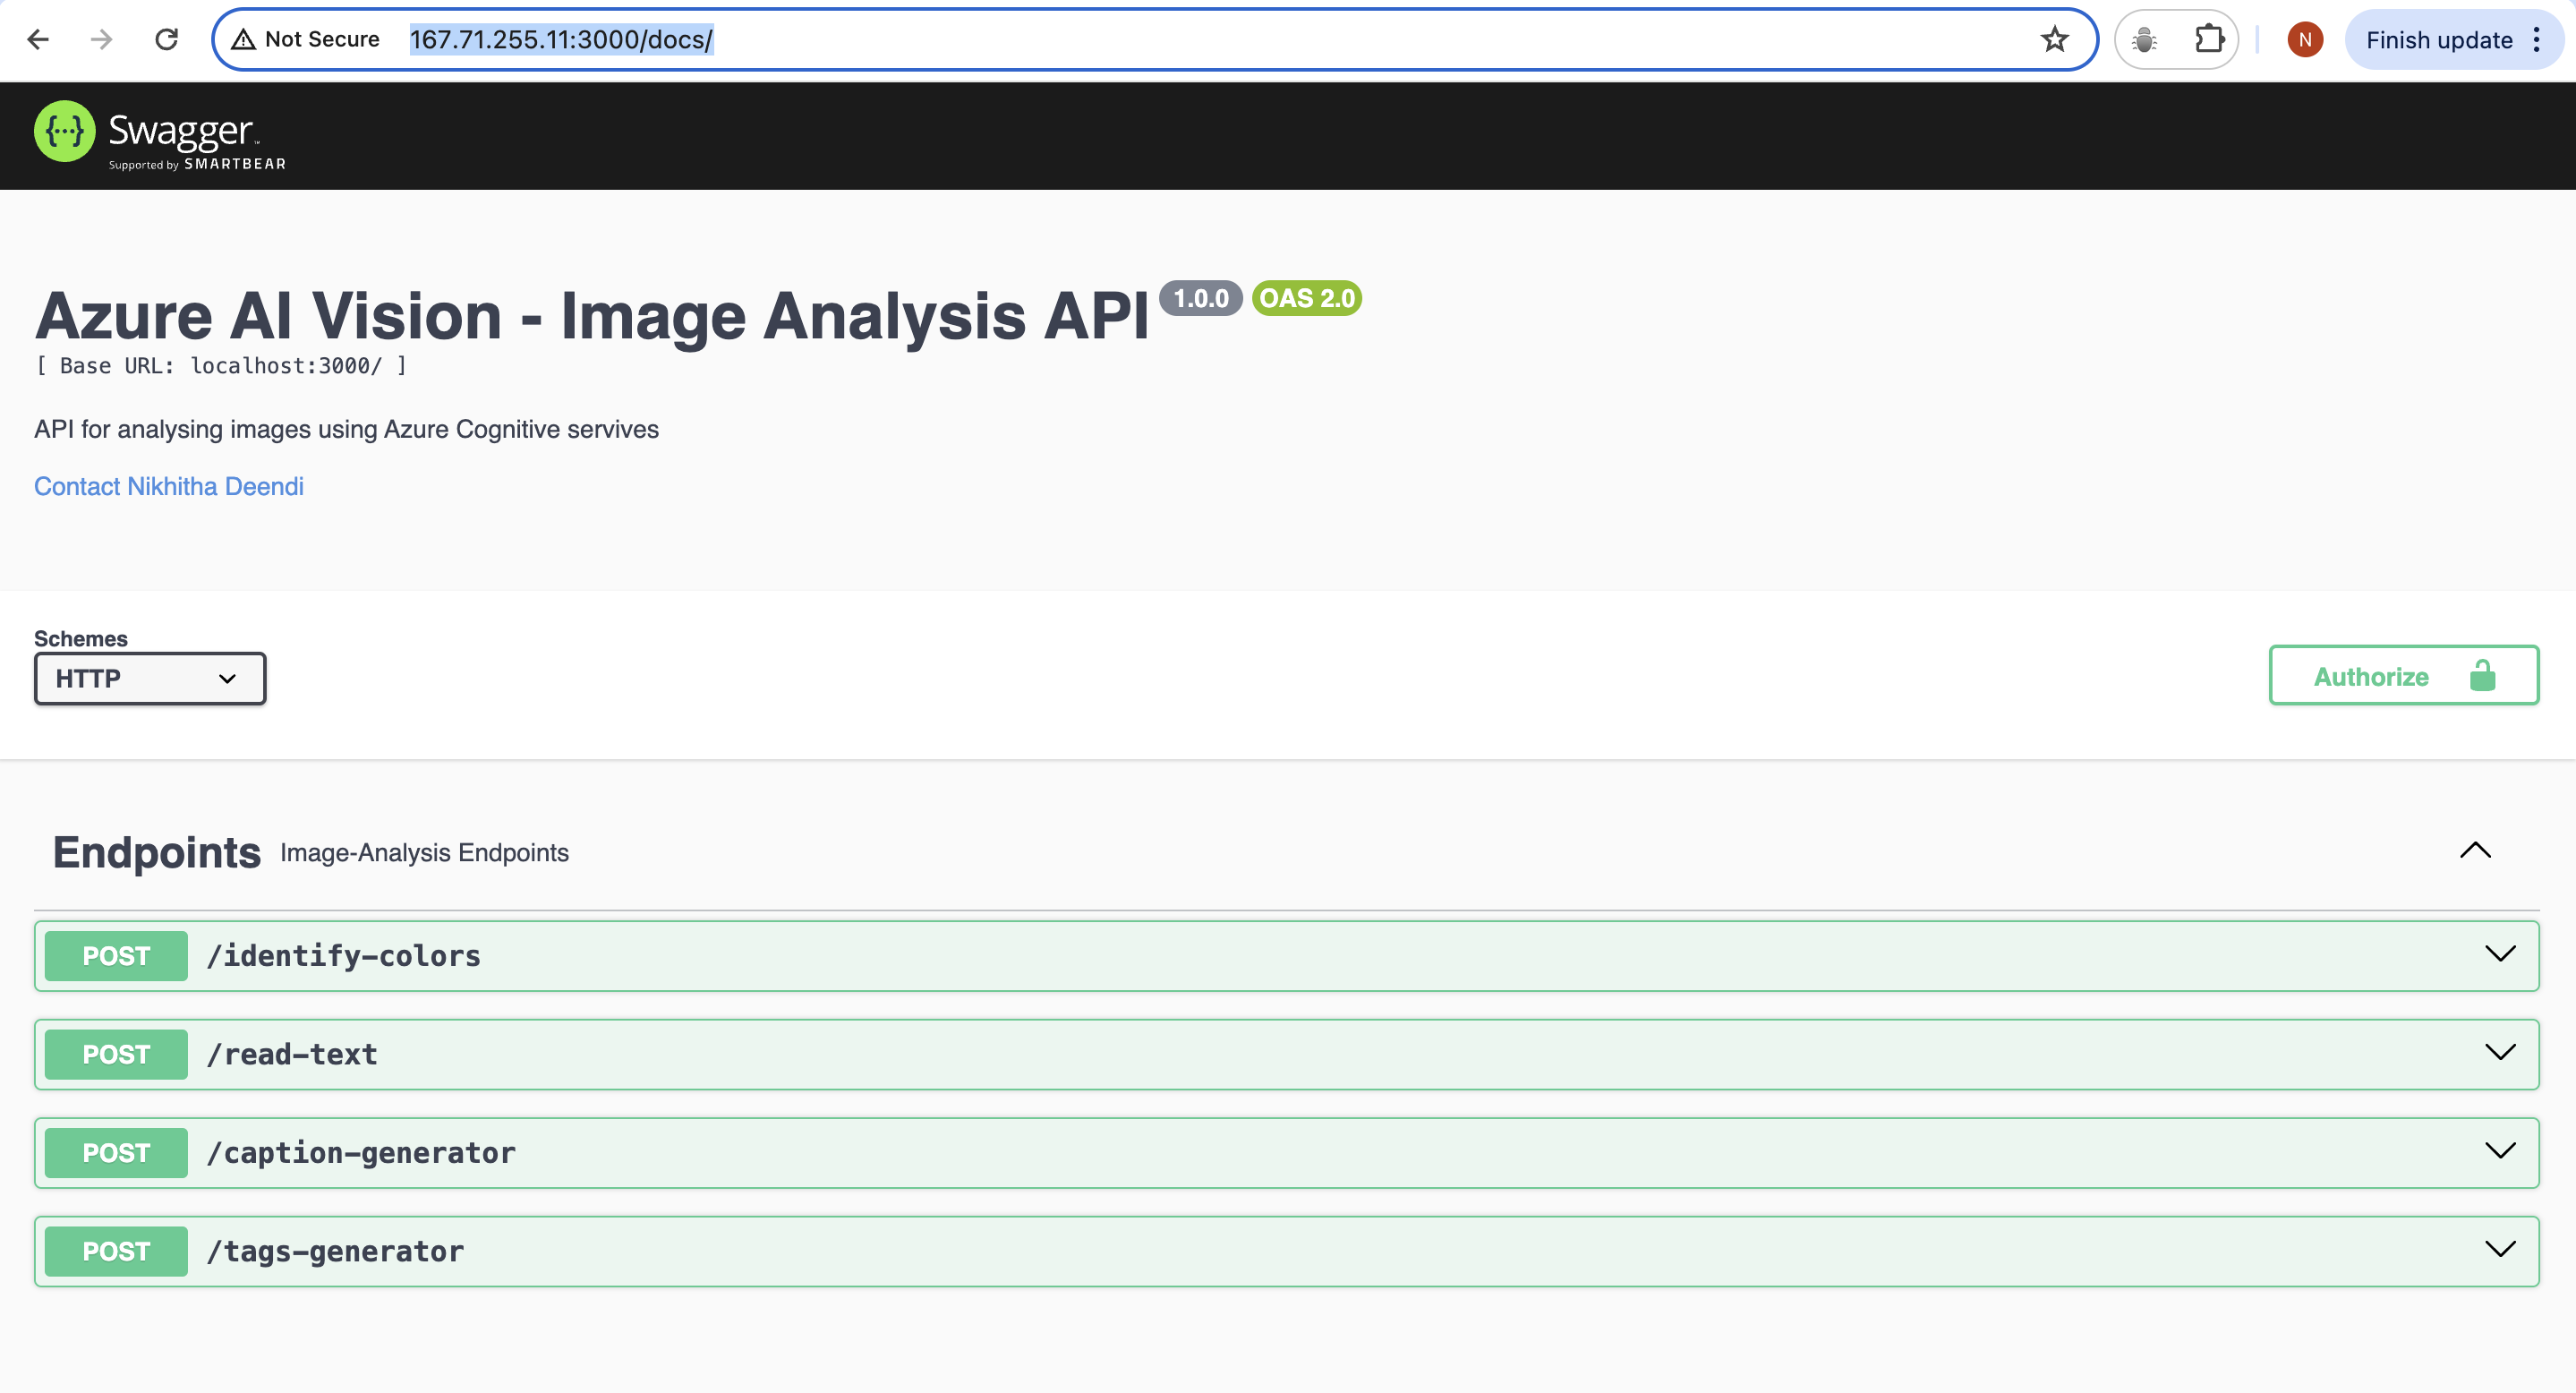 Not Secure 167.71.255.11:3000/docs/
N
Finish update
{···} Swagger™
Supported by SMARTBEAR
Azure AI Vision - Image Analysis API 1.0.0 OAS 2.0
[ Base URL: localhost:3000/ ]
API for analysing images using Azure Cognitive servives
Contact Nikhitha Deendi
Schemes
HTTP
Authorize
Endpoints Image-Analysis Endpoints
POST /identify-colors
POST /read-text
POST /caption-generator
POST /tags-generator